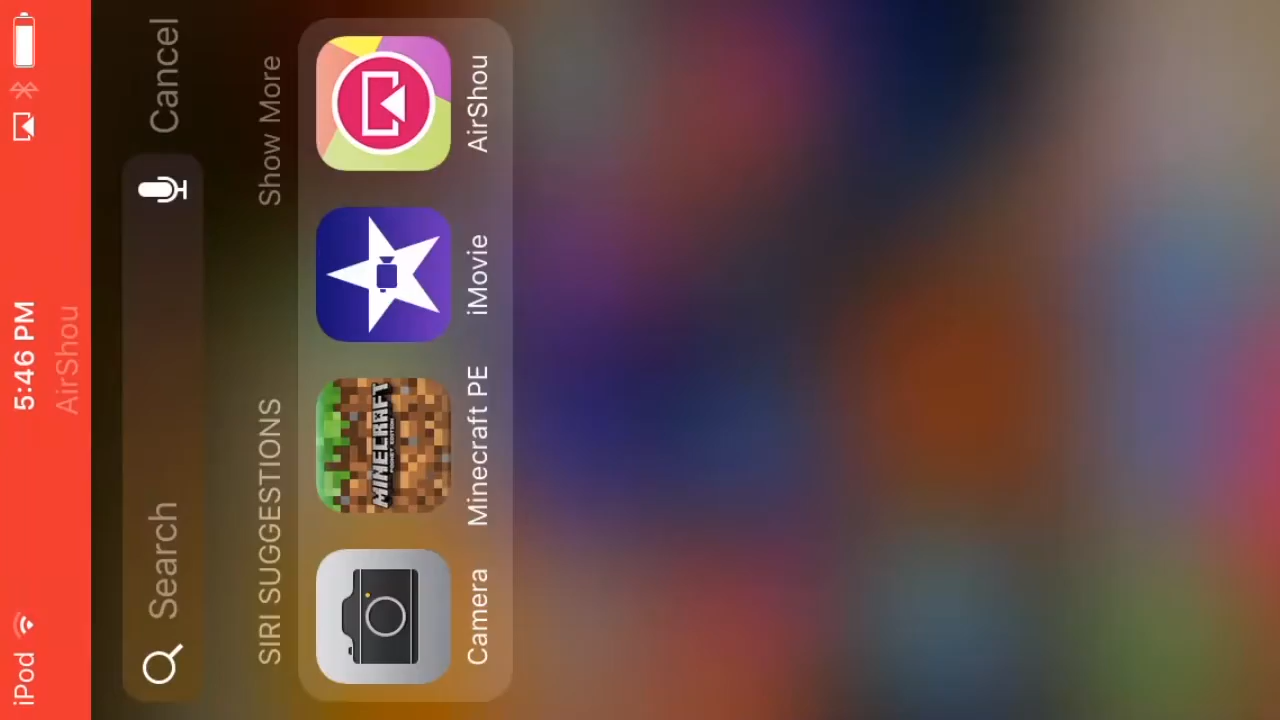 iPod 5:46 PM
AirShou
Search Cancel
SIRI SUGGESTIONS Show More
MINECRAFT
Camera Minecraft PE iMovie AirShou